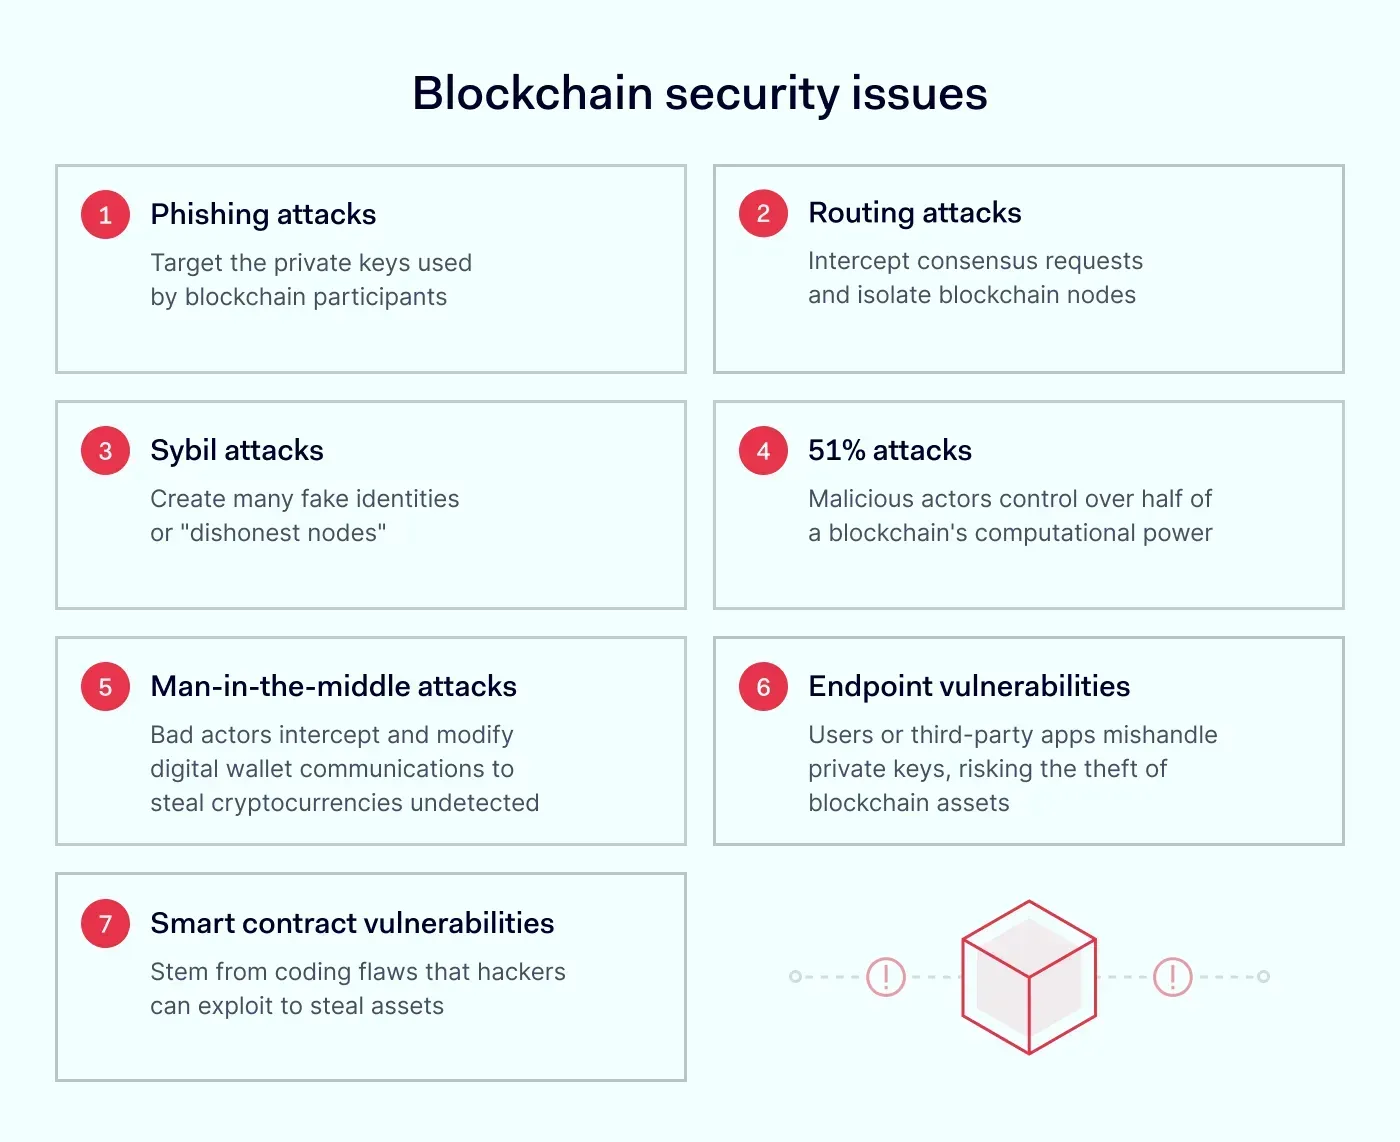 Blockchain security issues
1
Phishing attacks
Target the private keys used
by blockchain participants
2
Routing attacks
Intercept consensus requests
and isolate blockchain nodes
3
Sybil attacks
Create many fake identities
or "dishonest nodes"
4
51% attacks
Malicious actors control over half of
a blockchain's computational power
5
Man-in-the-middle attacks
Bad actors intercept and modify
digital wallet communications to
steal cryptocurrencies undetected
6
Endpoint vulnerabilities
Users or third-party apps mishandle
private keys, risking the theft of
blockchain assets
7
Smart contract vulnerabilities
Stem from coding flaws that hackers
can exploit to steal assets
! !